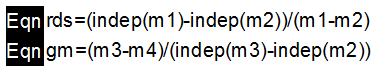 Eqn rds=(indep(m1)-indep(m2))/(m1-m2)
Eqn gm=(m3-m4)/(indep(m3)-indep(m2))